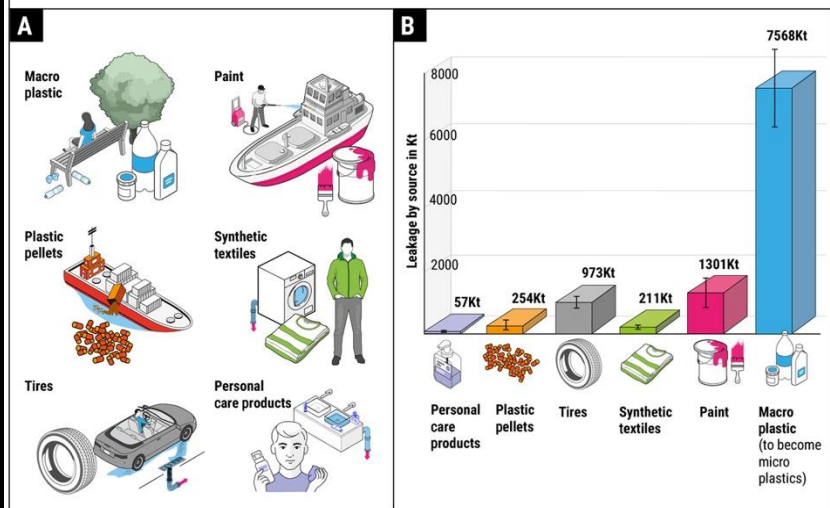 A
Macro
plastic
Paint
Plastic
pellets
Synthetic
textiles
Tires
Personal
care products
B
7568Kt
8000
6000
Leakage by source in Kt
4000
2000
1301Kt
973Kt
57Kt
254Kt
211Kt
Personal
care
products
Plastic
pellets
Tires
Synthetic
textiles
Paint
Macro
plastic
(to become
micro
plastics)